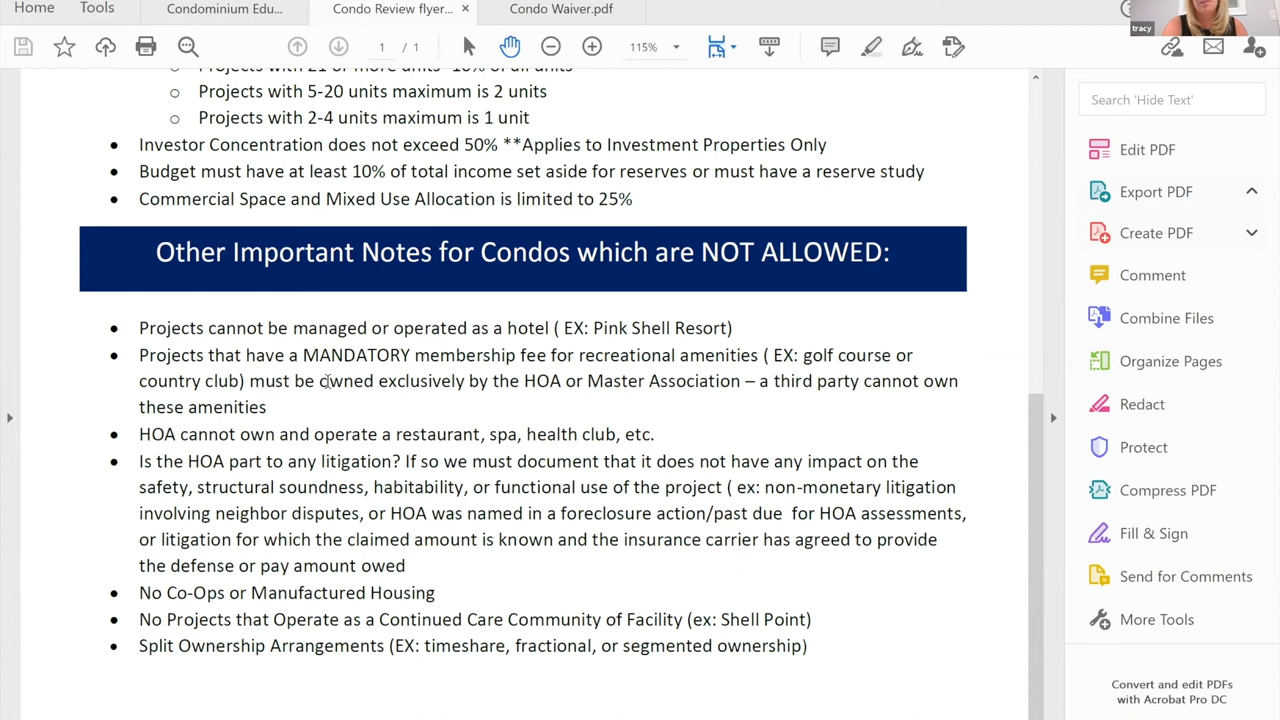 Home
Tools
Condominium Edu...
Condo Review flyer...
×
Condo Waiver.pdf
tracy
1 / 1
115%
Projects with 21 or more units- 10% of all units
o Projects with 5-20 units maximum is 2 units
o Projects with 2-4 units maximum is 1 unit
• Investor Concentration does not exceed 50% **Applies to Investment Properties Only
• Budget must have at least 10% of total income set aside for reserves or must have a reserve study
• Commercial Space and Mixed Use Allocation is limited to 25%
Other Important Notes for Condos which are NOT ALLOWED:
• Projects cannot be managed or operated as a hotel ( EX: Pink Shell Resort)
• Projects that have a MANDATORY membership fee for recreational amenities ( EX: golf course or
country club) must be owned exclusively by the HOA or Master Association – a third party cannot own
these amenities
• HOA cannot own and operate a restaurant, spa, health club, etc.
• Is the HOA part to any litigation? If so we must document that it does not have any impact on the
safety, structural soundness, habitability, or functional use of the project ( ex: non-monetary litigation
involving neighbor disputes, or HOA was named in a foreclosure action/past due for HOA assessments,
or litigation for which the claimed amount is known and the insurance carrier has agreed to provide
the defense or pay amount owed
• No Co-Ops or Manufactured Housing
• No Projects that Operate as a Continued Care Community of Facility (ex: Shell Point)
• Split Ownership Arrangements (EX: timeshare, fractional, or segmented ownership)
Search 'Hide Text'
Edit PDF
Export PDF
Create PDF
Comment
Combine Files
Organize Pages
Redact
Protect
Compress PDF
Fill & Sign
Send for Comments
More Tools
Convert and edit PDFs
with Acrobat Pro DC